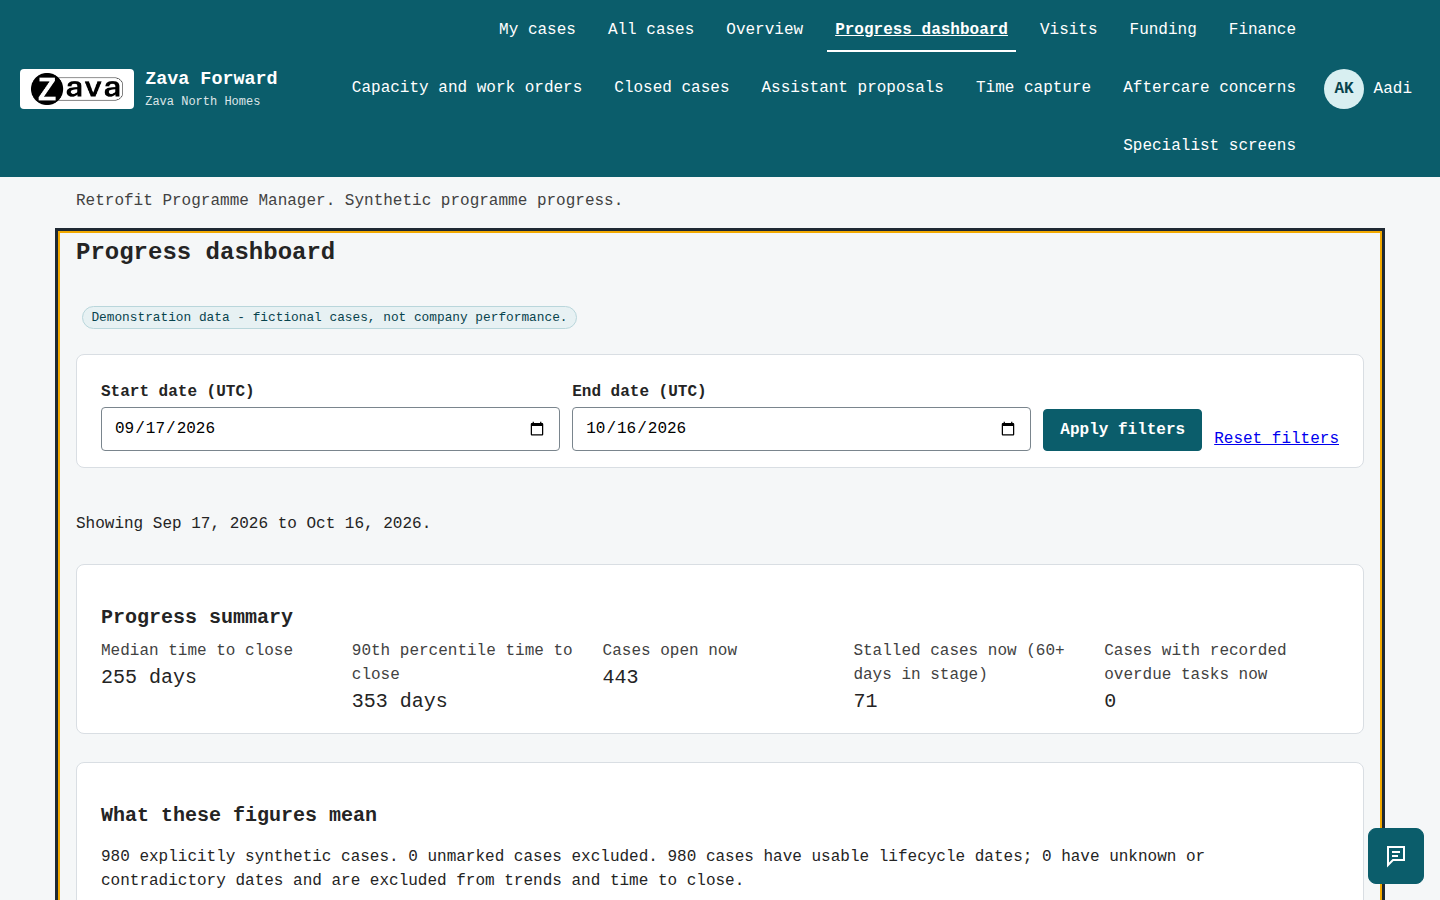 My cases All cases Overview Progress dashboard Visits Funding Finance
Zava
Zava Forward
Zava North Homes
Capacity and work orders Closed cases Assistant proposals Time capture Aftercare concerns
AK Aadi
Specialist screens
Retrofit Programme Manager. Synthetic programme progress.
Progress dashboard
Demonstration data - fictional cases, not company performance.
Start date (UTC) End date (UTC)
09/17/2026 10/16/2026 Apply filters Reset filters
Showing Sep 17, 2026 to Oct 16, 2026.
Progress summary
Median time to close
255 days
90th percentile time to
close
353 days
Cases open now
443
Stalled cases now (60+
days in stage)
71
Cases with recorded
overdue tasks now
0
What these figures mean
980 explicitly synthetic cases. 0 unmarked cases excluded. 980 cases have usable lifecycle dates; 0 have unknown or
contradictory dates and are excluded from trends and time to close.